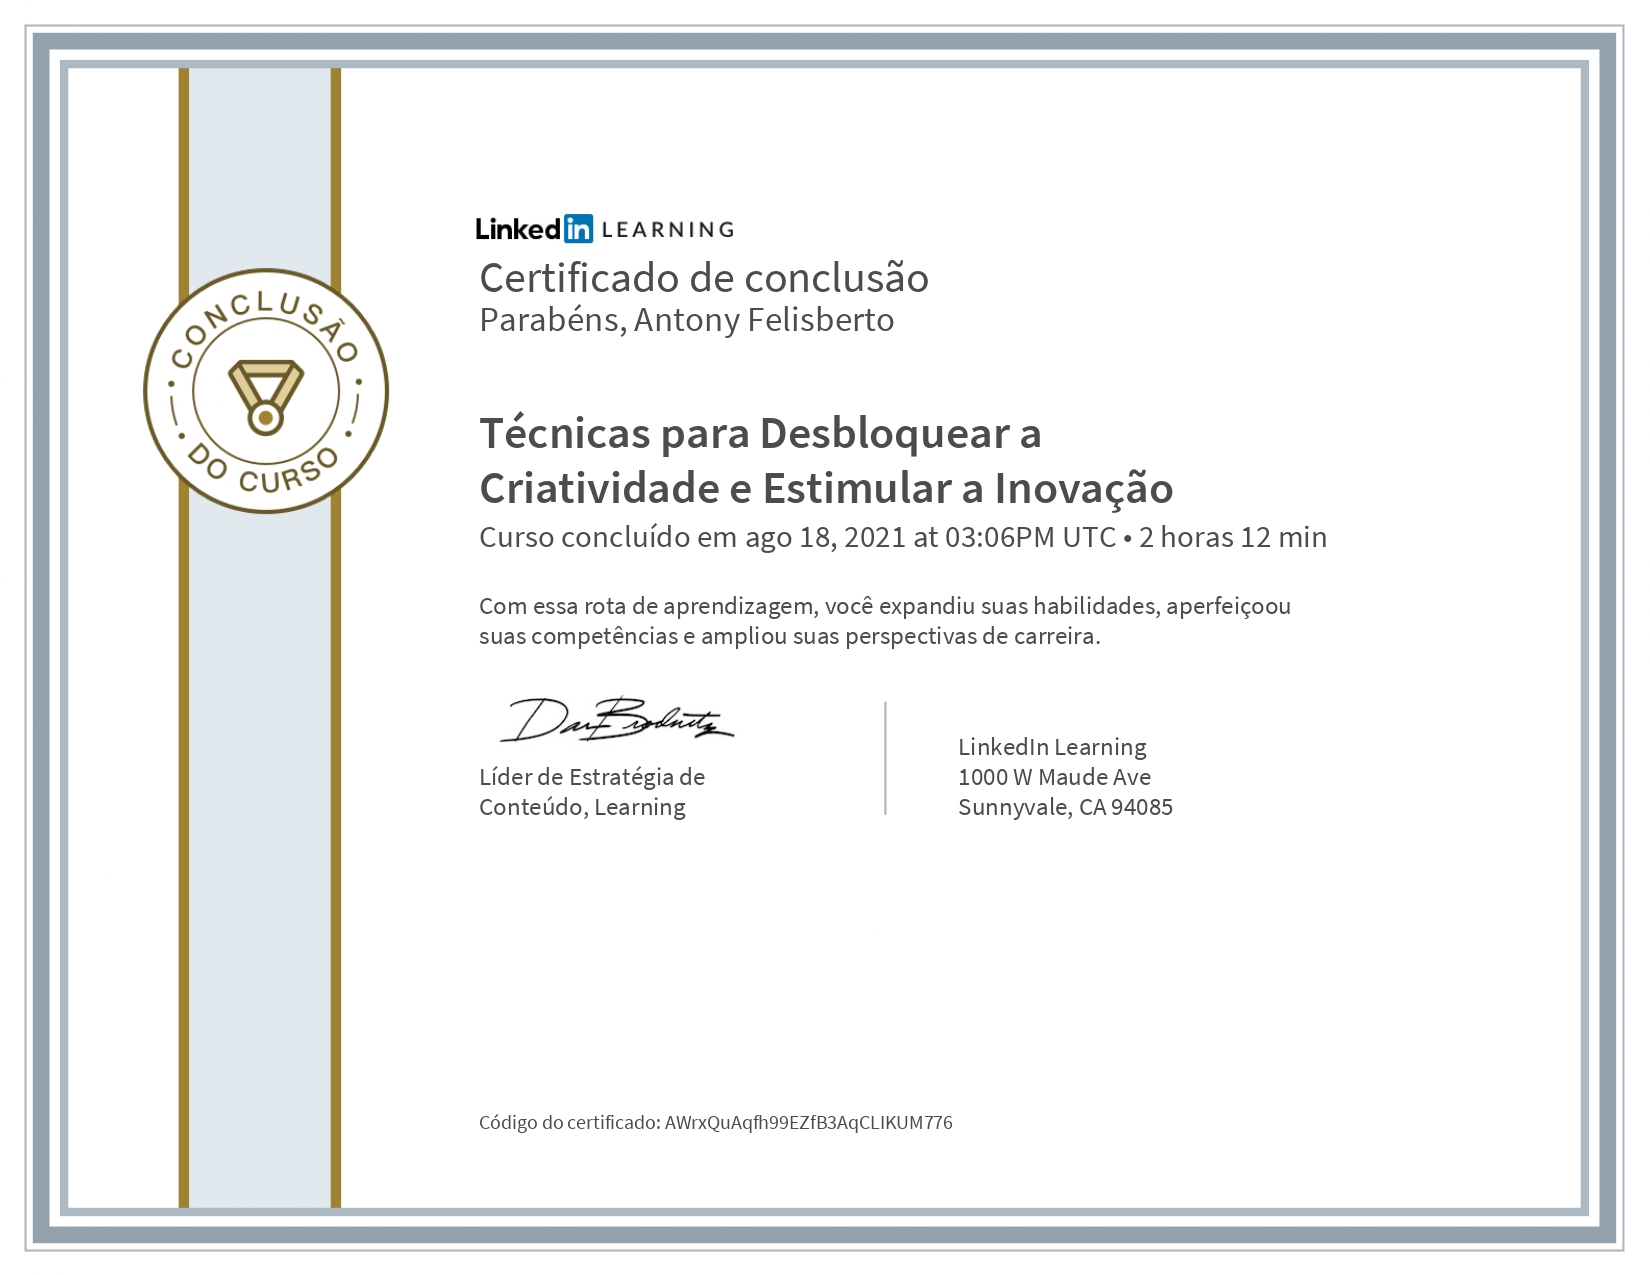 LinkedIn LEARNING
Certificado de conclusão
Parabéns, Antony Felisberto
• CONCLUSÃO •
• DO CURSO •
Técnicas para Desbloquear a
Criatividade e Estimular a Inovação
Curso concluído em ago 18, 2021 at 03:06PM UTC • 2 horas 12 min
Com essa rota de aprendizagem, você expandiu suas habilidades, aperfeiçoou
suas competências e ampliou suas perspectivas de carreira.
Dan Brodnitz
Líder de Estratégia de
Conteúdo, Learning
LinkedIn Learning
1000 W Maude Ave
Sunnyvale, CA 94085
Código do certificado: AWrxQuAqfh99EZfB3AqCLIKUM776